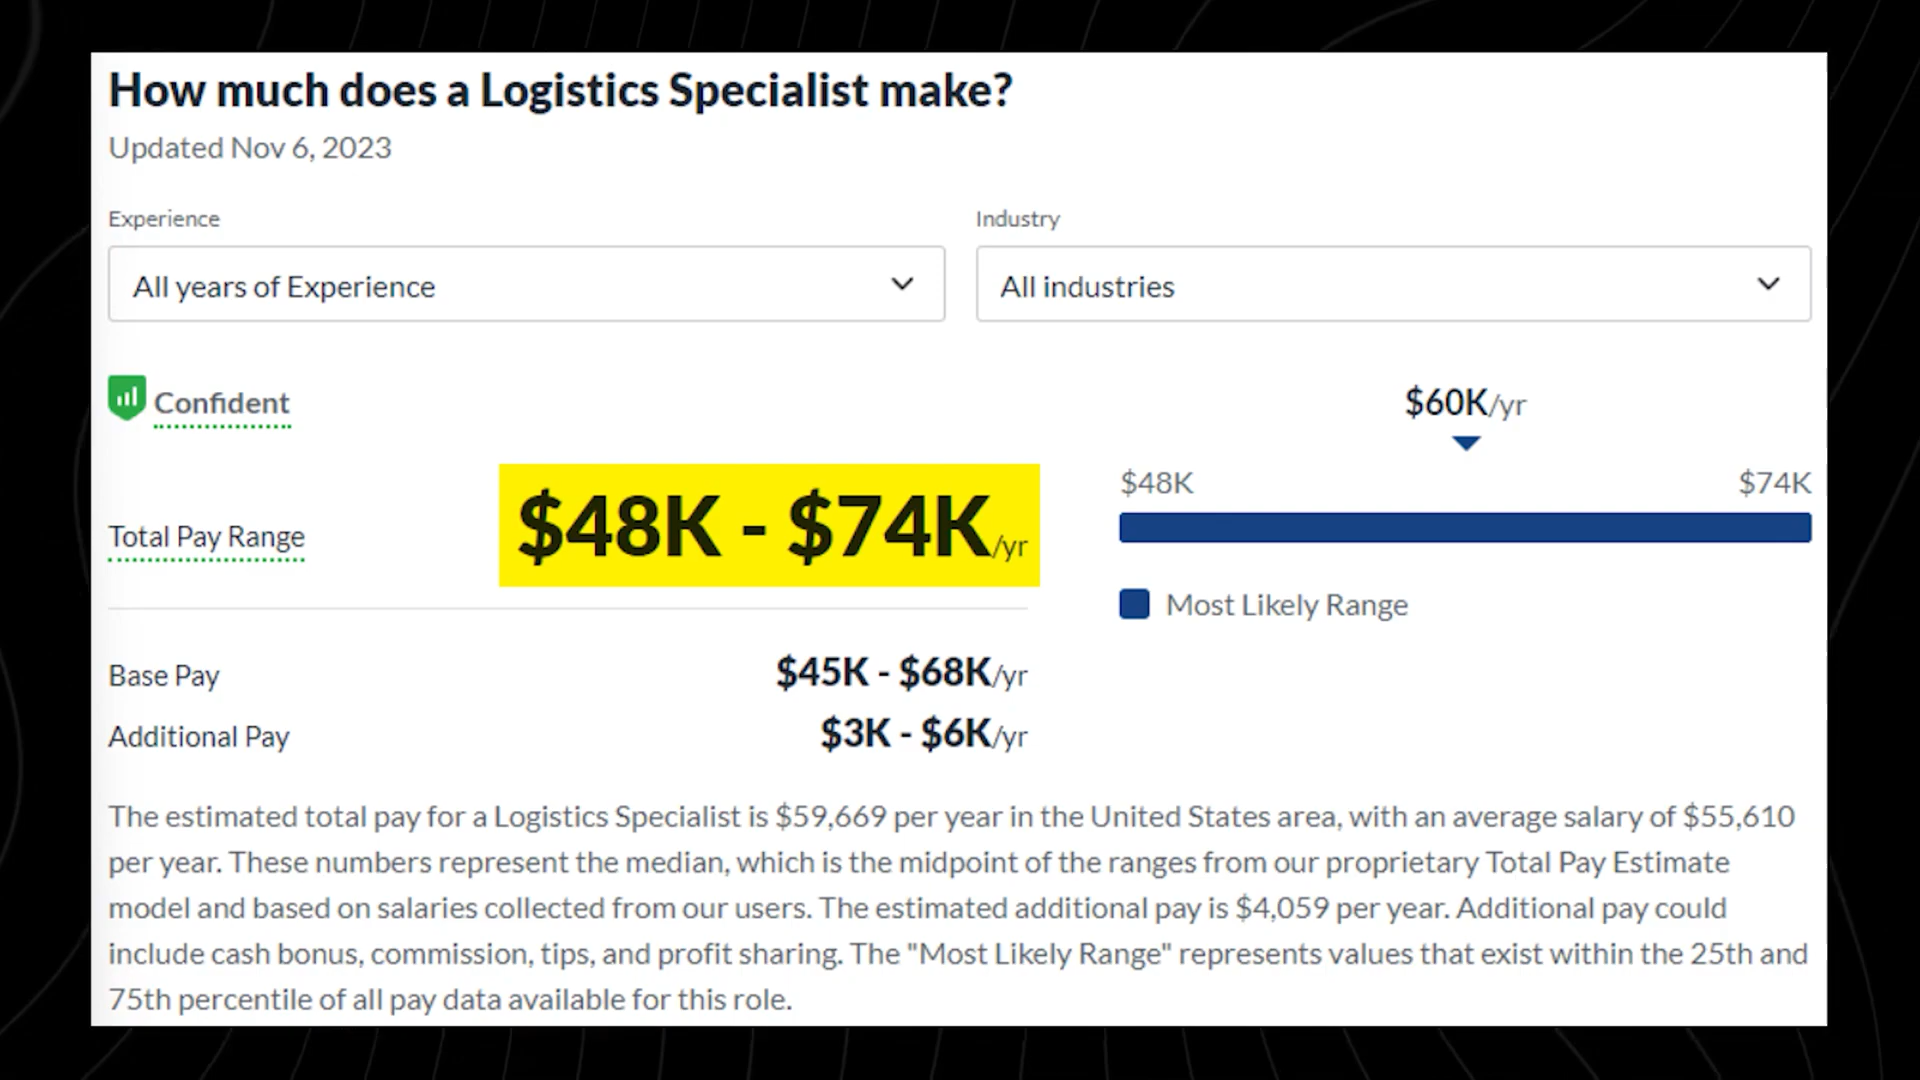 How much does a Logistics Specialist make?
Updated Nov 6, 2023
Experience
Industry
All years of Experience
All industries
Confident
$60K/yr
$48K
$74K
Total Pay Range
$48K - $74K/yr
Most Likely Range
Base Pay
$45K - $68K/yr
Additional Pay
$3K - $6K/yr
The estimated total pay for a Logistics Specialist is $59,669 per year in the United States area, with an average salary of $55,610
per year. These numbers represent the median, which is the midpoint of the ranges from our proprietary Total Pay Estimate
model and based on salaries collected from our users. The estimated additional pay is $4,059 per year. Additional pay could
include cash bonus, commission, tips, and profit sharing. The "Most Likely Range" represents values that exist within the 25th and
75th percentile of all pay data available for this role.